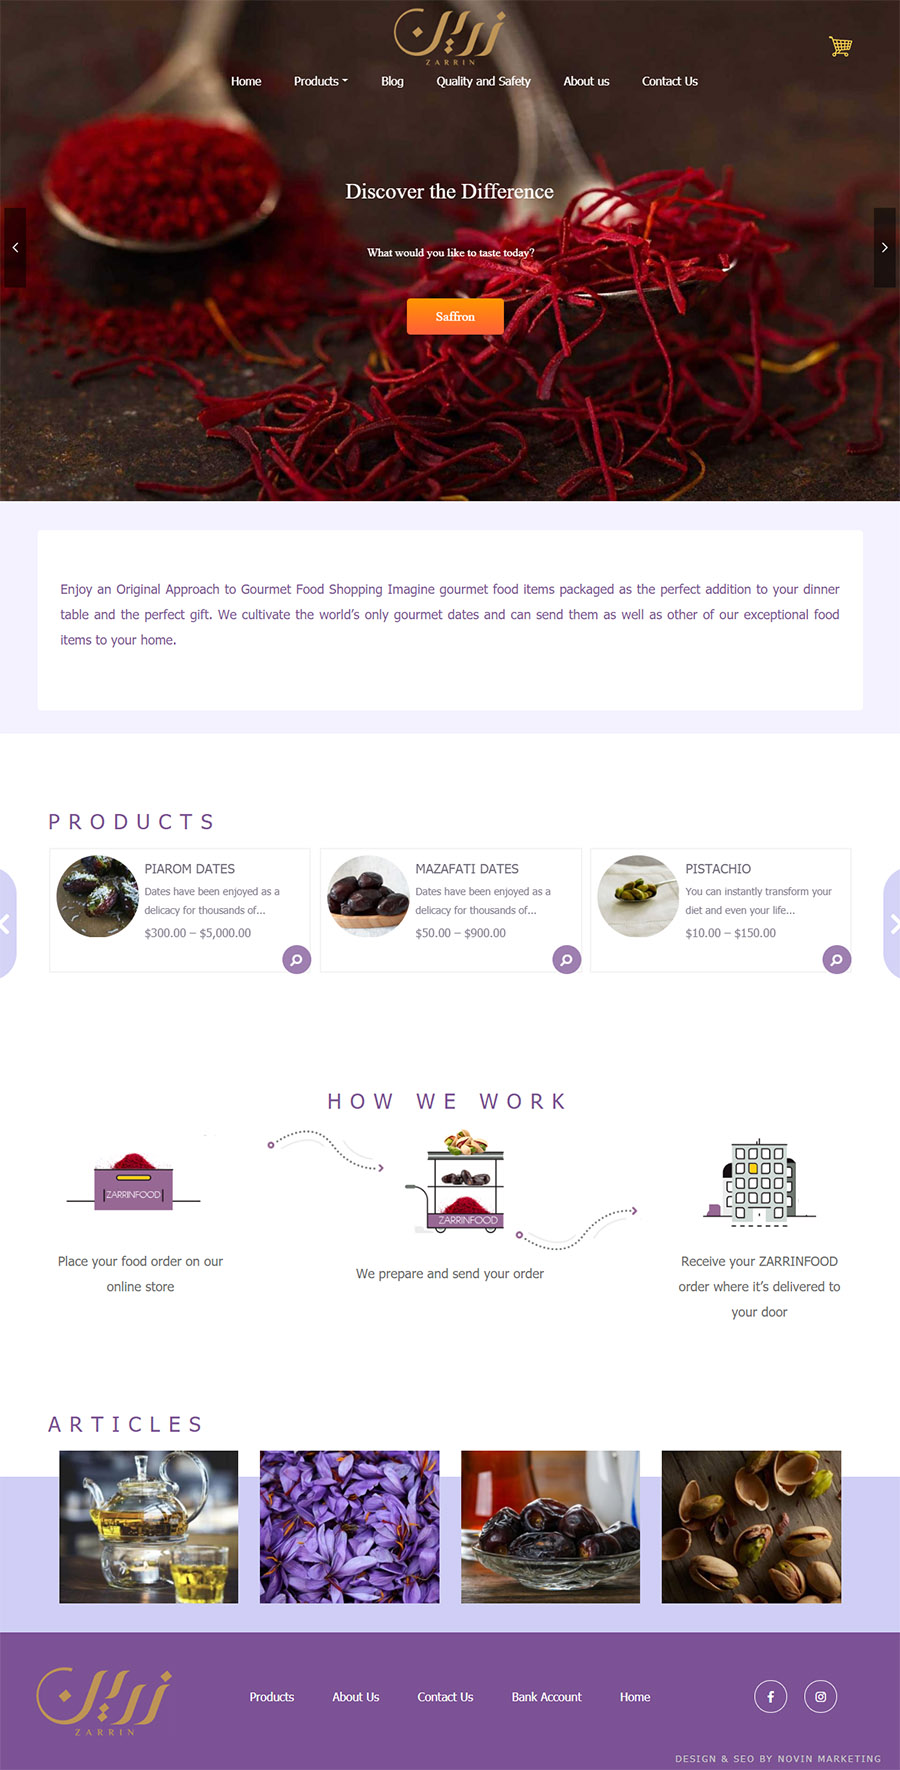 زرین
ZARRIN
Home Products Blog Quality and Safety About us Contact Us
Discover the Difference
What would you like to taste today?
Saffron
Enjoy an Original Approach to Gourmet Food Shopping Imagine gourmet food items packaged as the perfect addition to your dinner
table and the perfect gift. We cultivate the world’s only gourmet dates and can send them as well as other of our exceptional food
items to your home.
PRODUCTS
PIAROM DATES
Dates have been enjoyed as a
delicacy for thousands of...
$300.00 – $5,000.00
MAZAFATI DATES
Dates have been enjoyed as a
delicacy for thousands of...
$50.00 – $900.00
PISTACHIO
You can instantly transform your
diet and even your life...
$10.00 – $150.00
HOW WE WORK
ZARRINFOOD
Place your food order on our
online store
ZARRINFOOD
We prepare and send your order
Receive your ZARRINFOOD
order where it’s delivered to
your door
ARTICLES
زرین
ZARRIN
Products About Us Contact Us Bank Account Home
DESIGN & SEO BY NOVIN MARKETING